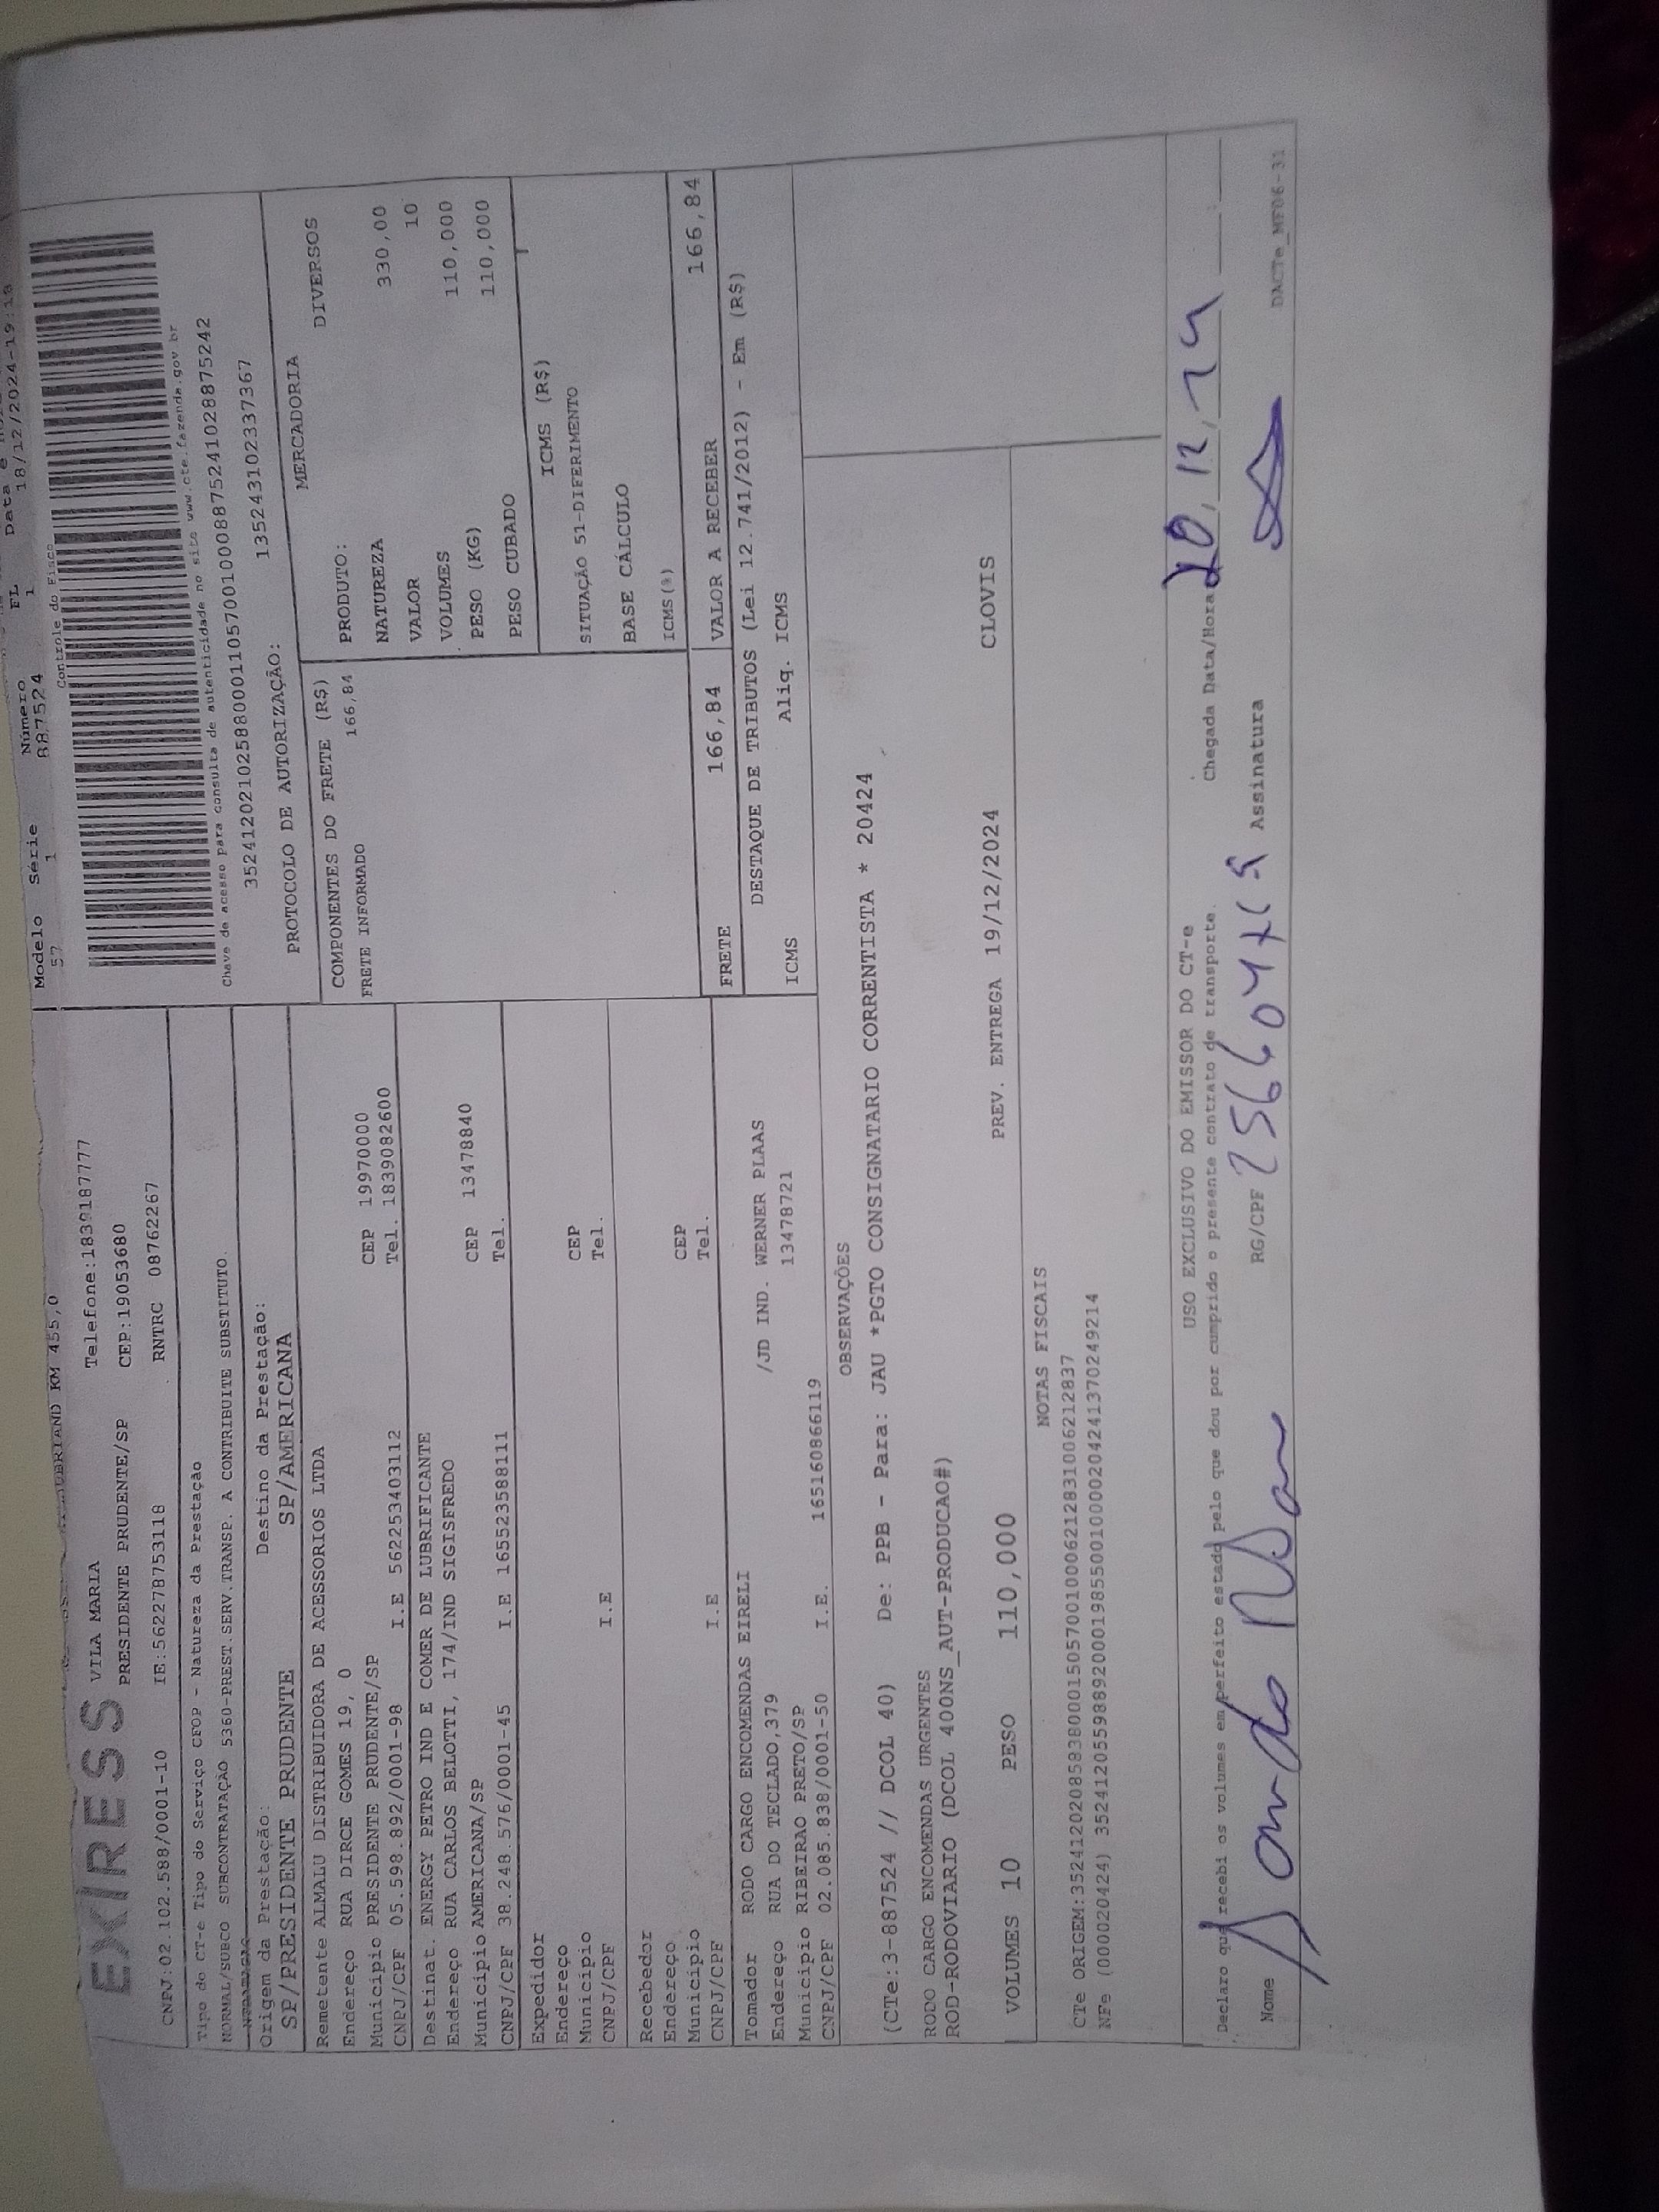 EXPRESS
VILA MARIA Telefone:1839187777
PRESIDENTE PRUDENTE/SP CEP:19053680
CNPJ:02.102.588/0001-10 IE:562278753118 RNTRC 08762267
Modelo Série Número FL Data e
57 1 887524 1 18/12/2024-19:18
Controle do Fisco
Chave de acesso para consulta de autenticidade no site www.cte.fazenda.gov.br
35241202102588000110570010008875241028875242
PROTOCOLO DE AUTORIZAÇÃO: 135243102337367
Tipo do CT-e Tipo do Serviço CFOP - Natureza da Prestação
NORMAL/SUBCO SUBCONTRATAÇÃO 5360-PREST.SERV.TRANSP. A CONTRIBUITE SUBSTITUTO.
Origem da Prestação: Destino da Prestação:
SP/PRESIDENTE PRUDENTE SP/AMERICANA
Remetente ALMALU DISTRIBUIDORA DE ACESSORIOS LTDA
Endereço RUA DIRCE GOMES 19, 0 CEP 19970000
Município PRESIDENTE PRUDENTE/SP Tel. 1839082600
CNPJ/CPF 05.598.892/0001-98 I.E 562253403112
Destinat. ENERGY PETRO IND E COMER DE LUBRIFICANTE
Endereço RUA CARLOS BELOTTI, 174/IND SIGISFREDO CEP 13478840
Município AMERICANA/SP Tel.
CNPJ/CPF 38.248.576/0001-45 I.E 165523588111
Expedidor
Endereço CEP
Município Tel.
CNPJ/CPF I.E
Recebedor
Endereço CEP
Município Tel.
CNPJ/CPF I.E
Tomador RODO CARGO ENCOMENDAS EIRELI
Endereço RUA DO TECLADO,379 /JD IND. WERNER PLAAS
Município RIBEIRAO PRETO/SP 13478721
CNPJ/CPF 02.085.838/0001-50 I.E. 165160866119
COMPONENTES DO FRETE (R$)
FRETE INFORMADO 166,84
MERCADORIA
PRODUTO: DIVERSOS
NATUREZA
VALOR 330,00
VOLUMES 10
PESO (KG) 110,000
PESO CUBADO 110,000
ICMS (R$)
SITUAÇÃO 51-DIFERIMENTO
BASE CÁLCULO
ICMS(%)
FRETE 166,84 VALOR A RECEBER 166,84
DESTAQUE DE TRIBUTOS (Lei 12.741/2012) - Em (R$)
ICMS Aliq. ICMS
OBSERVAÇÕES
(CTe:3-887524 // DCOL 40) De: PPB - Para: JAU *PGTO CONSIGNATARIO CORRENTISTA * 20424
RODO CARGO ENCOMENDAS URGENTES
ROD-RODOVIARIO (DCOL 40ONS_AUT-PRODUCAO#)
VOLUMES 10 PESO 110,000 PREV. ENTREGA 19/12/2024 CLOVIS
NOTAS FISCAIS
CTe ORIGEM:35241202085838000150570010006212831006212837
NFe (000020424) 35241205598892000198550010000204241370249214
USO EXCLUSIVO DO EMISSOR DO CT-e
Declaro que recebi os volumes em perfeito estado pelo que dou por cumprido o presente contrato de transporte. Chegada Data/Hora 20,12,24
Nome RG/CPF Assinatura
DACTe_MF06-31